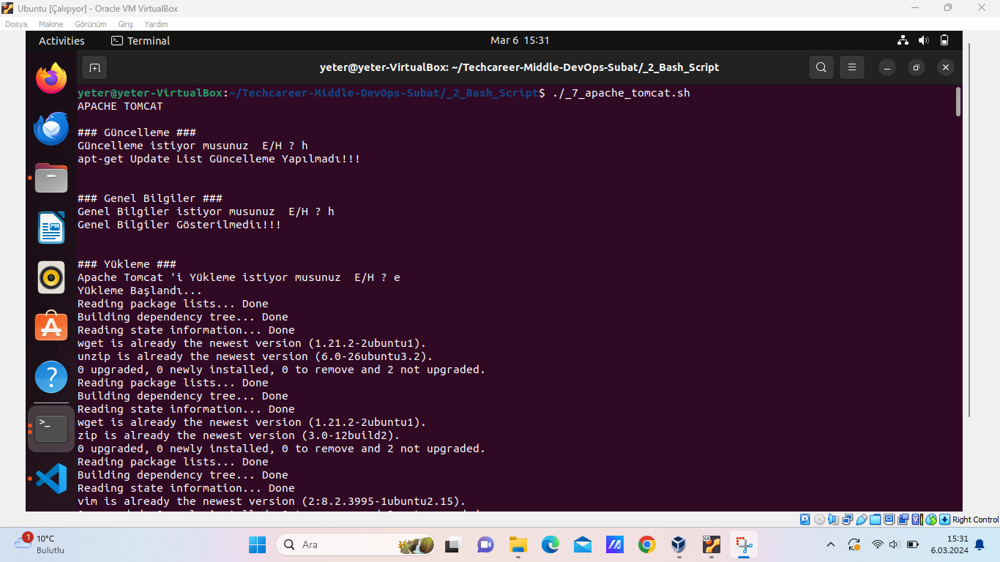 Ubuntu [Çalışıyor] - Oracle VM VirtualBox
Dosya Makine Görünüm Giriş Yardım
Activities Terminal Mar 6 15:31
yeter@yeter-VirtualBox: ~/Techcareer-Middle-DevOps-Subat/_2_Bash_Script
yeter@yeter-VirtualBox:~/Techcareer-Middle-DevOps-Subat/_2_Bash_Script$ ./_7_apache_tomcat.sh
APACHE TOMCAT
### Güncelleme ###
Güncelleme istiyor musunuz  E/H ? h
apt-get Update List Güncelleme Yapılmadı!!!
### Genel Bilgiler ###
Genel Bilgiler istiyor musunuz  E/H ? h
Genel Bilgiler Gösterilmediı!!!
### Yükleme ###
Apache Tomcat 'i Yükleme istiyor musunuz  E/H ? e
Yükleme Başlandı...
Reading package lists... Done
Building dependency tree... Done
Reading state information... Done
wget is already the newest version (1.21.2-2ubuntu1).
unzip is already the newest version (6.0-26ubuntu3.2).
0 upgraded, 0 newly installed, 0 to remove and 2 not upgraded.
Reading package lists... Done
Building dependency tree... Done
Reading state information... Done
wget is already the newest version (1.21.2-2ubuntu1).
zip is already the newest version (3.0-12build2).
0 upgraded, 0 newly installed, 0 to remove and 2 not upgraded.
Reading package lists... Done
Building dependency tree... Done
Reading state information... Done
vim is already the newest version (2:8.2.3995-1ubuntu2.15).
Right Control
1
10°C
Bulutlu
Ara
15:31
6.03.2024